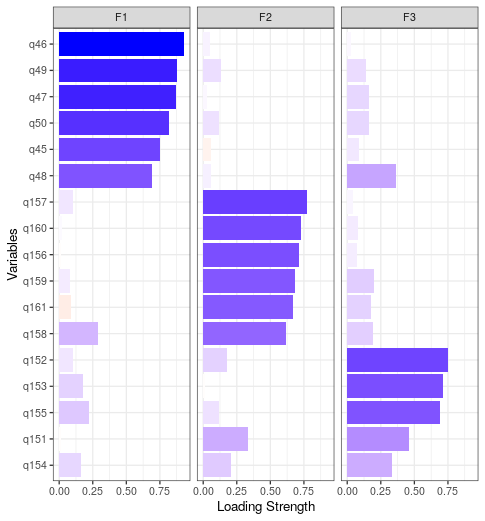 F1 F2 F3
q46
q49
q47
q50
q45
q48
q157
q160
q156
q159
q161
q158
q152
q153
q155
q151
q154
Variables
0.00 0.25 0.50 0.75 0.00 0.25 0.50 0.75 0.00 0.25 0.50 0.75
Loading Strength